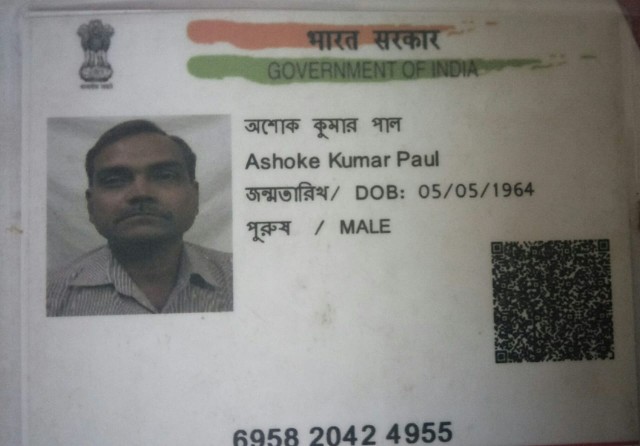 भारत सरकार
GOVERNMENT OF INDIA
অশোক কুমার পাল
Ashoke Kumar Paul
জন্মতারিখ/ DOB: 05/05/1964
পুরুষ / MALE
6958 2042 4955